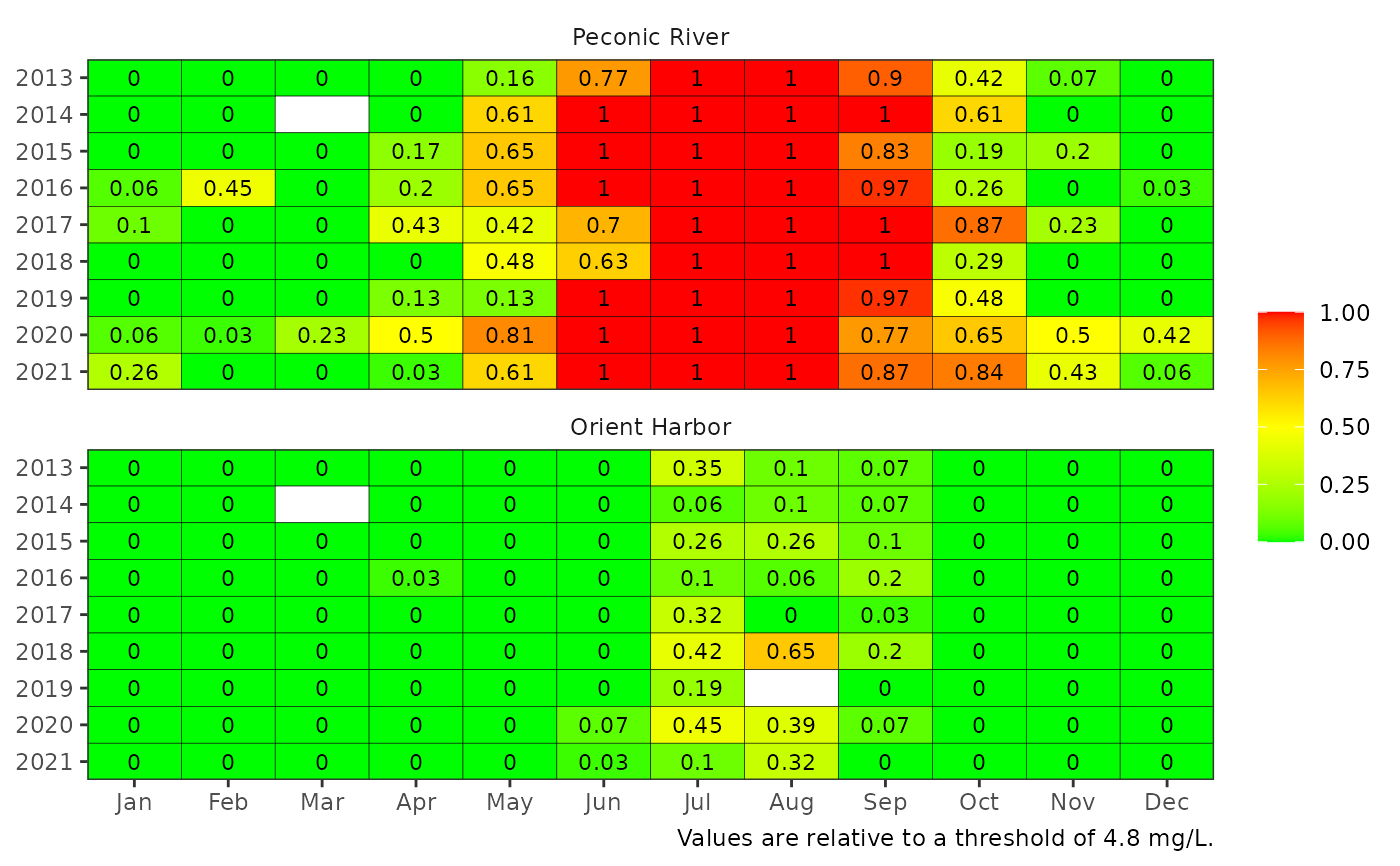 Peconic River
2013 0 0 0 0 0.16 0.77 1 1 0.9 0.42 0.07 0
2014 0 0 0 0.61 1 1 1 1 0.61 0 0
2015 0 0 0 0.17 0.65 1 1 1 0.83 0.19 0.2 0
2016 0.06 0.45 0 0.2 0.65 1 1 1 0.97 0.26 0 0.03
2017 0.1 0 0 0.43 0.42 0.7 1 1 1 0.87 0.23 0
2018 0 0 0 0 0.48 0.63 1 1 1 0.29 0 0
2019 0 0 0 0.13 0.13 1 1 1 0.97 0.48 0 0
2020 0.06 0.03 0.23 0.5 0.81 1 1 1 0.77 0.65 0.5 0.42
2021 0.26 0 0 0.03 0.61 1 1 1 0.87 0.84 0.43 0.06
Orient Harbor
2013 0 0 0 0 0 0 0.35 0.1 0.07 0 0 0
2014 0 0 0 0 0 0.06 0.1 0.07 0 0 0
2015 0 0 0 0 0 0 0.26 0.26 0.1 0 0 0
2016 0 0 0 0.03 0 0 0.1 0.06 0.2 0 0 0
2017 0 0 0 0 0 0 0.32 0 0.03 0 0 0
2018 0 0 0 0 0 0 0.42 0.65 0.2 0 0 0
2019 0 0 0 0 0 0 0.19 0 0 0 0
2020 0 0 0 0 0 0.07 0.45 0.39 0.07 0 0 0
2021 0 0 0 0 0 0.03 0.1 0.32 0 0 0 0
Jan Feb Mar Apr May Jun Jul Aug Sep Oct Nov Dec
Values are relative to a threshold of 4.8 mg/L.
1.00
0.75
0.50
0.25
0.00